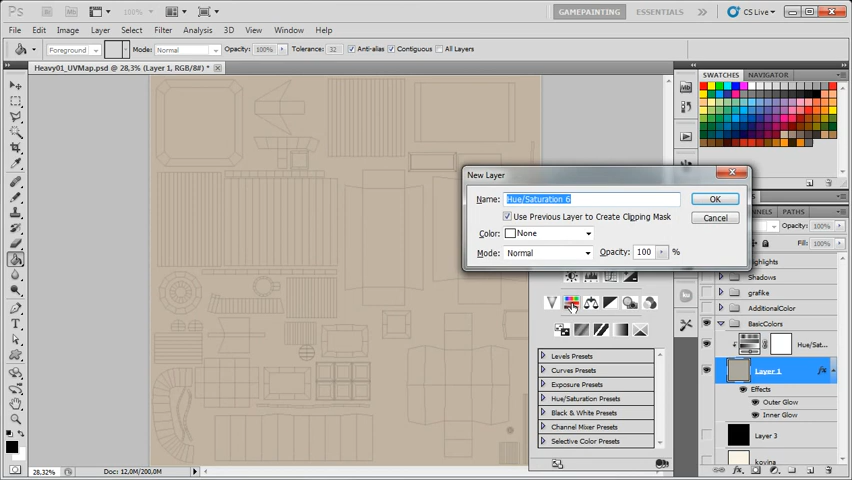 Ps
GAMEPAINTING
ESSENTIALS
CS Live
File Edit Image Layer Select Filter Analysis 3D View Window Help
Foreground Mode: Normal Opacity: 100% Tolerance: 32 Anti-alias Contiguous All Layers
Heavy01_UVMap.psd @ 28,3% (Layer 1, RGB/8#) *
SWATCHES NAVIGATOR
New Layer
Name: Hue/Saturation 6
OK
Use Previous Layer to Create Clipping Mask
Cancel
Color: None
Mode: Normal Opacity: 100 %
PATHS
Opacity: 100%
Fill: 100%
Shadows
grafike
AdditionalColor
BasicColors
Hue/Sat...
Layer 1
Effects
Outer Glow
Inner Glow
Layer 3
kovina
Levels Presets
Curves Presets
Exposure Presets
Hue/Saturation Presets
Black & White Presets
Channel Mixer Presets
Selective Color Presets
28.32% Doc: 12,0M/200,0M